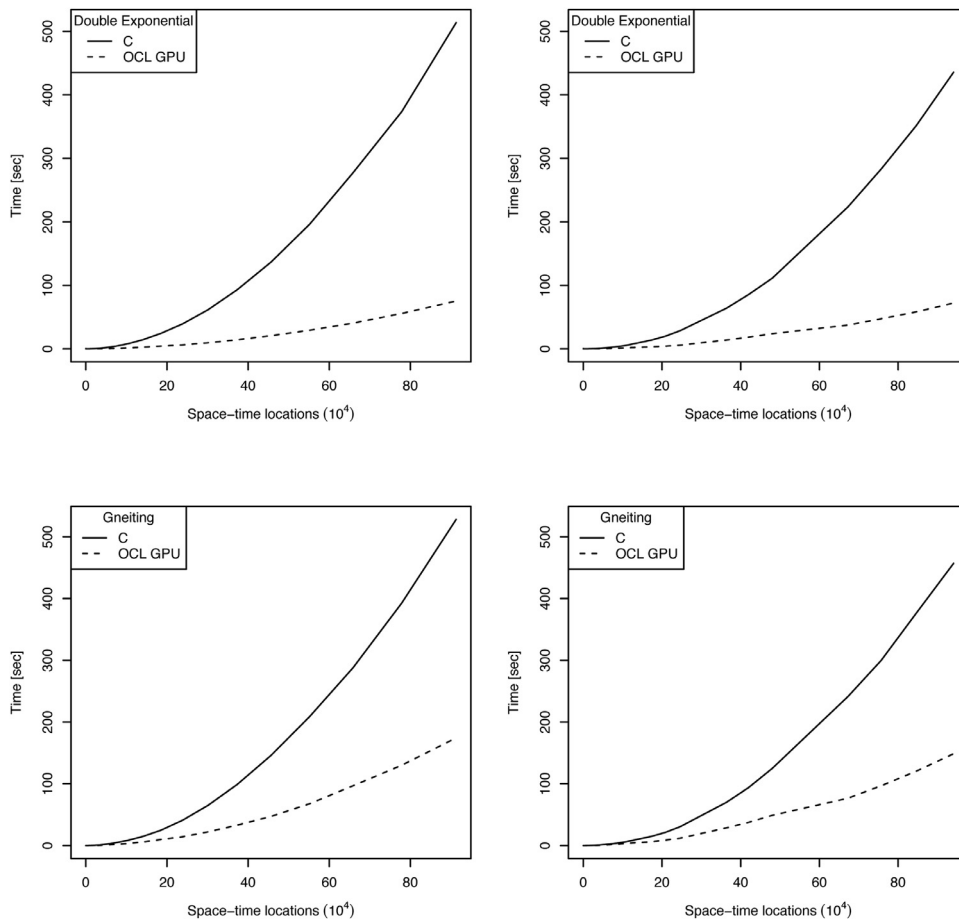 Double Exponential
C
OCL GPU
Time [sec]
0
100
200
300
400
500
0
20
40
60
80
Space−time locations (10⁴)
Double Exponential
C
OCL GPU
Time [sec]
0
100
200
300
400
500
0
20
40
60
80
Space−time locations (10⁴)
Gneiting
C
OCL GPU
Time [sec]
0
100
200
300
400
500
0
20
40
60
80
Space−time locations (10⁴)
Gneiting
C
OCL GPU
Time [sec]
0
100
200
300
400
500
0
20
40
60
80
Space−time locations (10⁴)